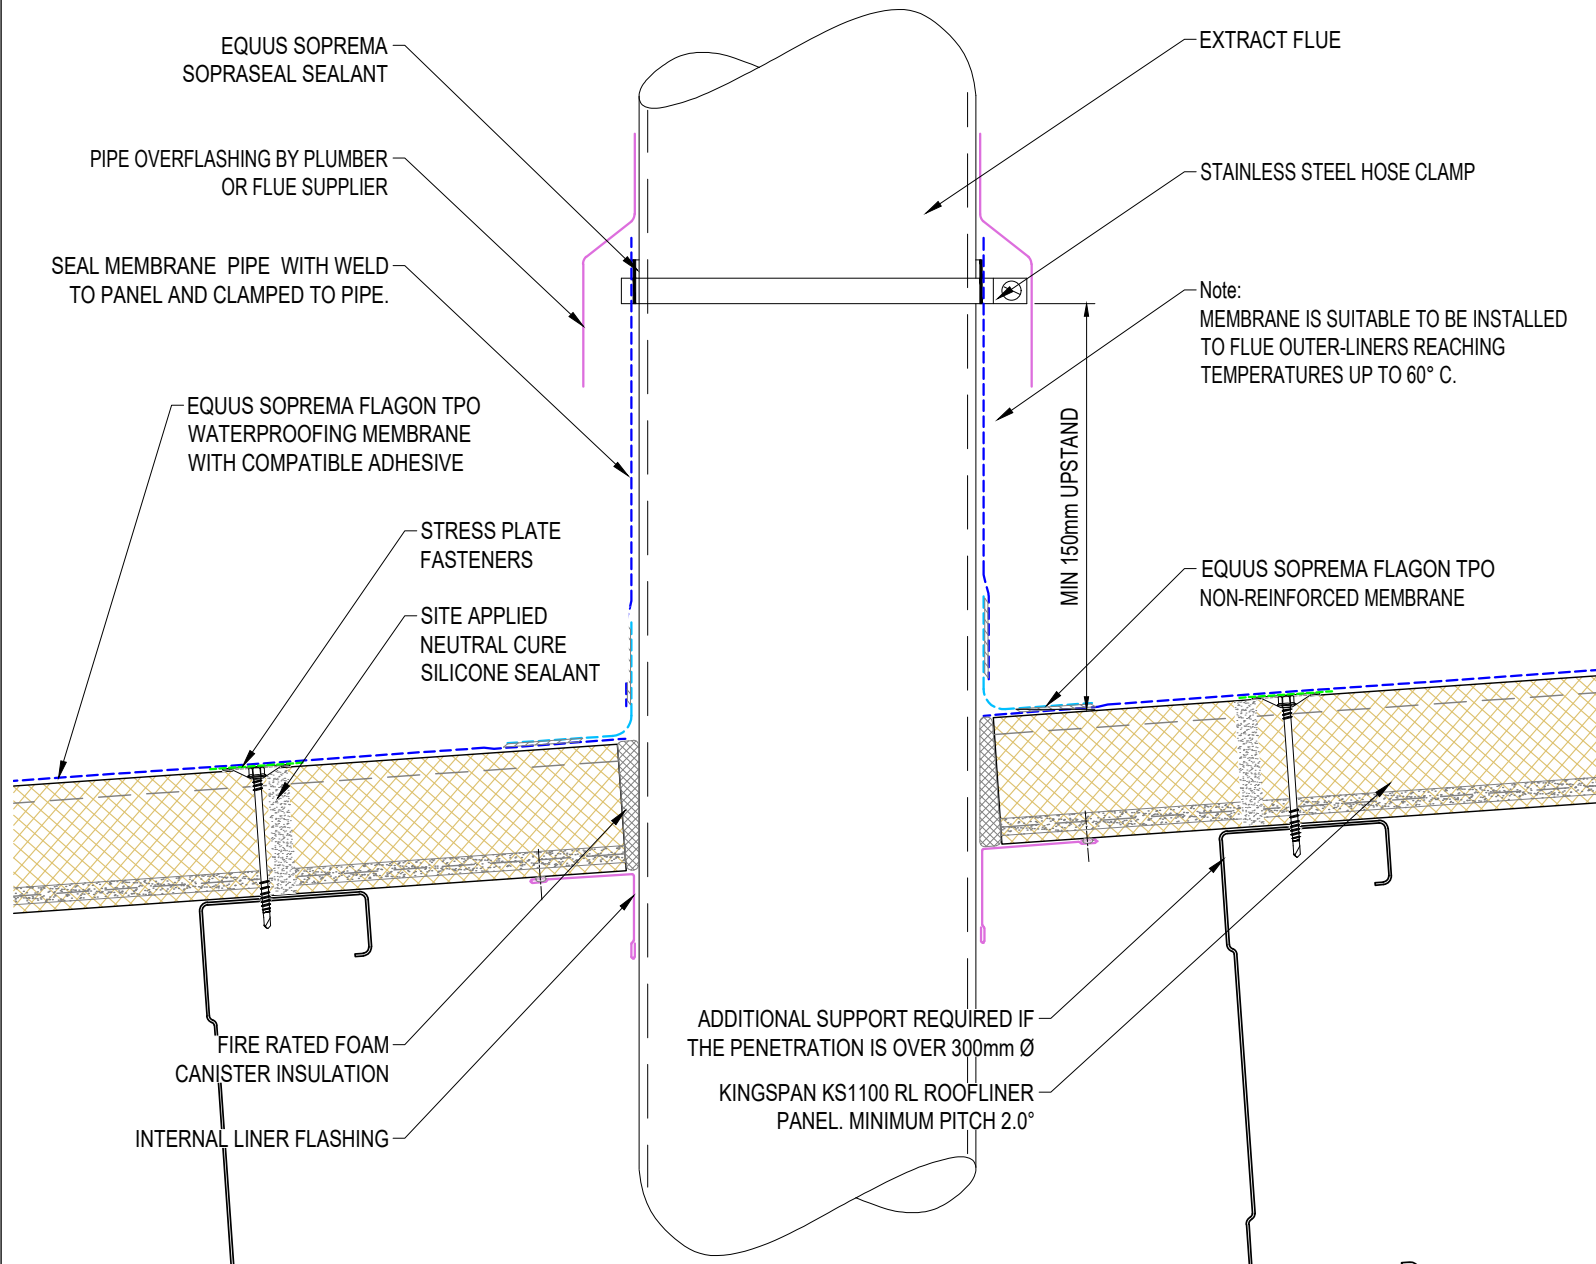 EQUUS SOPREMA
SOPRASEAL SEALANT
PIPE OVERFLASHING BY PLUMBER
OR FLUE SUPPLIER
SEAL MEMBRANE PIPE WITH WELD
TO PANEL AND CLAMPED TO PIPE.
EQUUS SOPREMA FLAGON TPO
WATERPROOFING MEMBRANE
WITH COMPATIBLE ADHESIVE
STRESS PLATE
FASTENERS
SITE APPLIED
NEUTRAL CURE
SILICONE SEALANT
FIRE RATED FOAM
CANISTER INSULATION
INTERNAL LINER FLASHING
EXTRACT FLUE
STAINLESS STEEL HOSE CLAMP
Note:
MEMBRANE IS SUITABLE TO BE INSTALLED
TO FLUE OUTER-LINERS REACHING
TEMPERATURES UP TO 60° C.
MIN 150mm UPSTAND
EQUUS SOPREMA FLAGON TPO
NON-REINFORCED MEMBRANE
ADDITIONAL SUPPORT REQUIRED IF
THE PENETRATION IS OVER 300mm Ø
KINGSPAN KS1100 RL ROOFLINER
PANEL. MINIMUM PITCH 2.0°